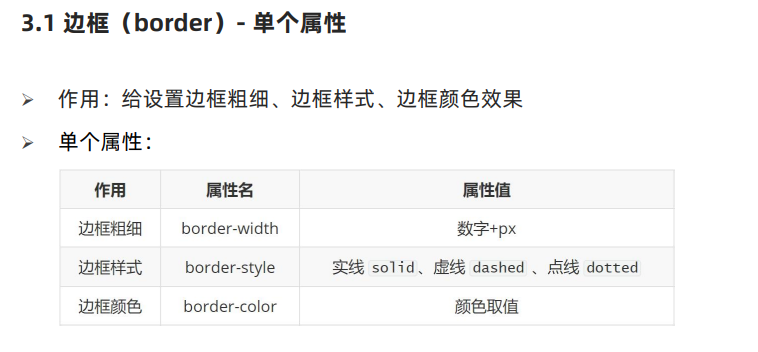 3.1 边框（border）- 单个属性
作用：给设置边框粗细、边框样式、边框颜色效果
单个属性：
作用 属性名 属性值
边框粗细 border-width 数字+px
边框样式 border-style 实线 solid、虚线 dashed 、点线 dotted
边框颜色 border-color 颜色取值